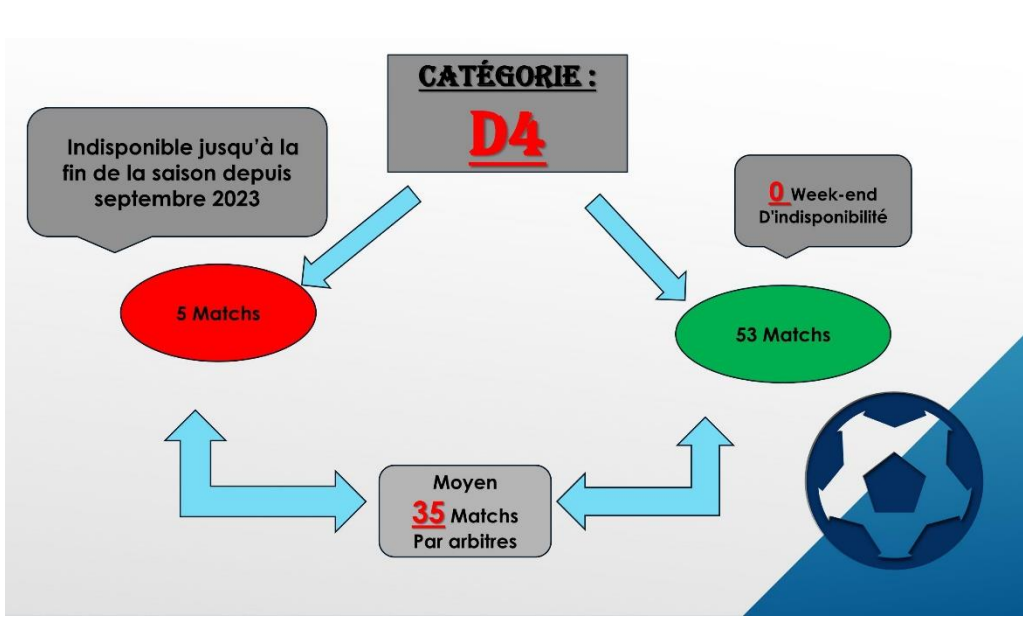 CATÉGORIE :
D4
Indisponible jusqu'à la
fin de la saison depuis
septembre 2023
0 Week-end
D'indisponibilité
5 Matchs
53 Matchs
Moyen
35 Matchs
Par arbitres